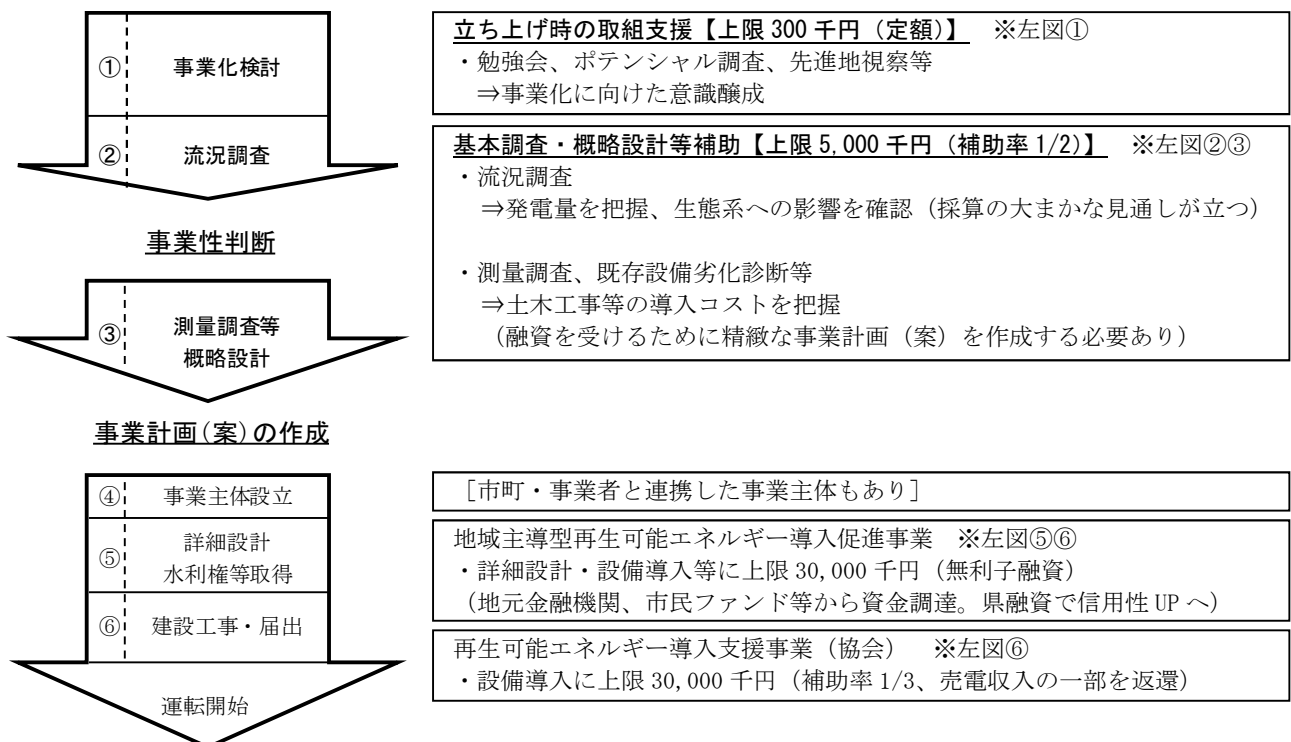 ① 事業化検討
② 流況調査
事業性判断
③ 測量調査等
概略設計
事業計画(案)の作成
④ 事業主体設立
⑤ 詳細設計
水利権等取得
⑥ 建設工事・届出
運転開始
立ち上げ時の取組支援【上限300千円（定額）】 ※左図①
・勉強会、ポテンシャル調査、先進地視察等
⇒事業化に向けた意識醸成
基本調査・概略設計等補助【上限5,000千円（補助率1/2）】 ※左図②③
・流況調査
⇒発電量を把握、生態系への影響を確認（採算の大まかな見通しが立つ）
・測量調査、既存設備劣化診断等
⇒土木工事等の導入コストを把握
（融資を受けるために精緻な事業計画（案）を作成する必要あり）
［市町・事業者と連携した事業主体もあり］
地域主導型再生可能エネルギー導入促進事業 ※左図⑤⑥
・詳細設計・設備導入等に上限30,000千円（無利子融資）
（地元金融機関、市民ファンド等から資金調達。県融資で信用性UPへ）
再生可能エネルギー導入支援事業（協会） ※左図⑥
・設備導入に上限30,000千円（補助率1/3、売電収入の一部を返還）